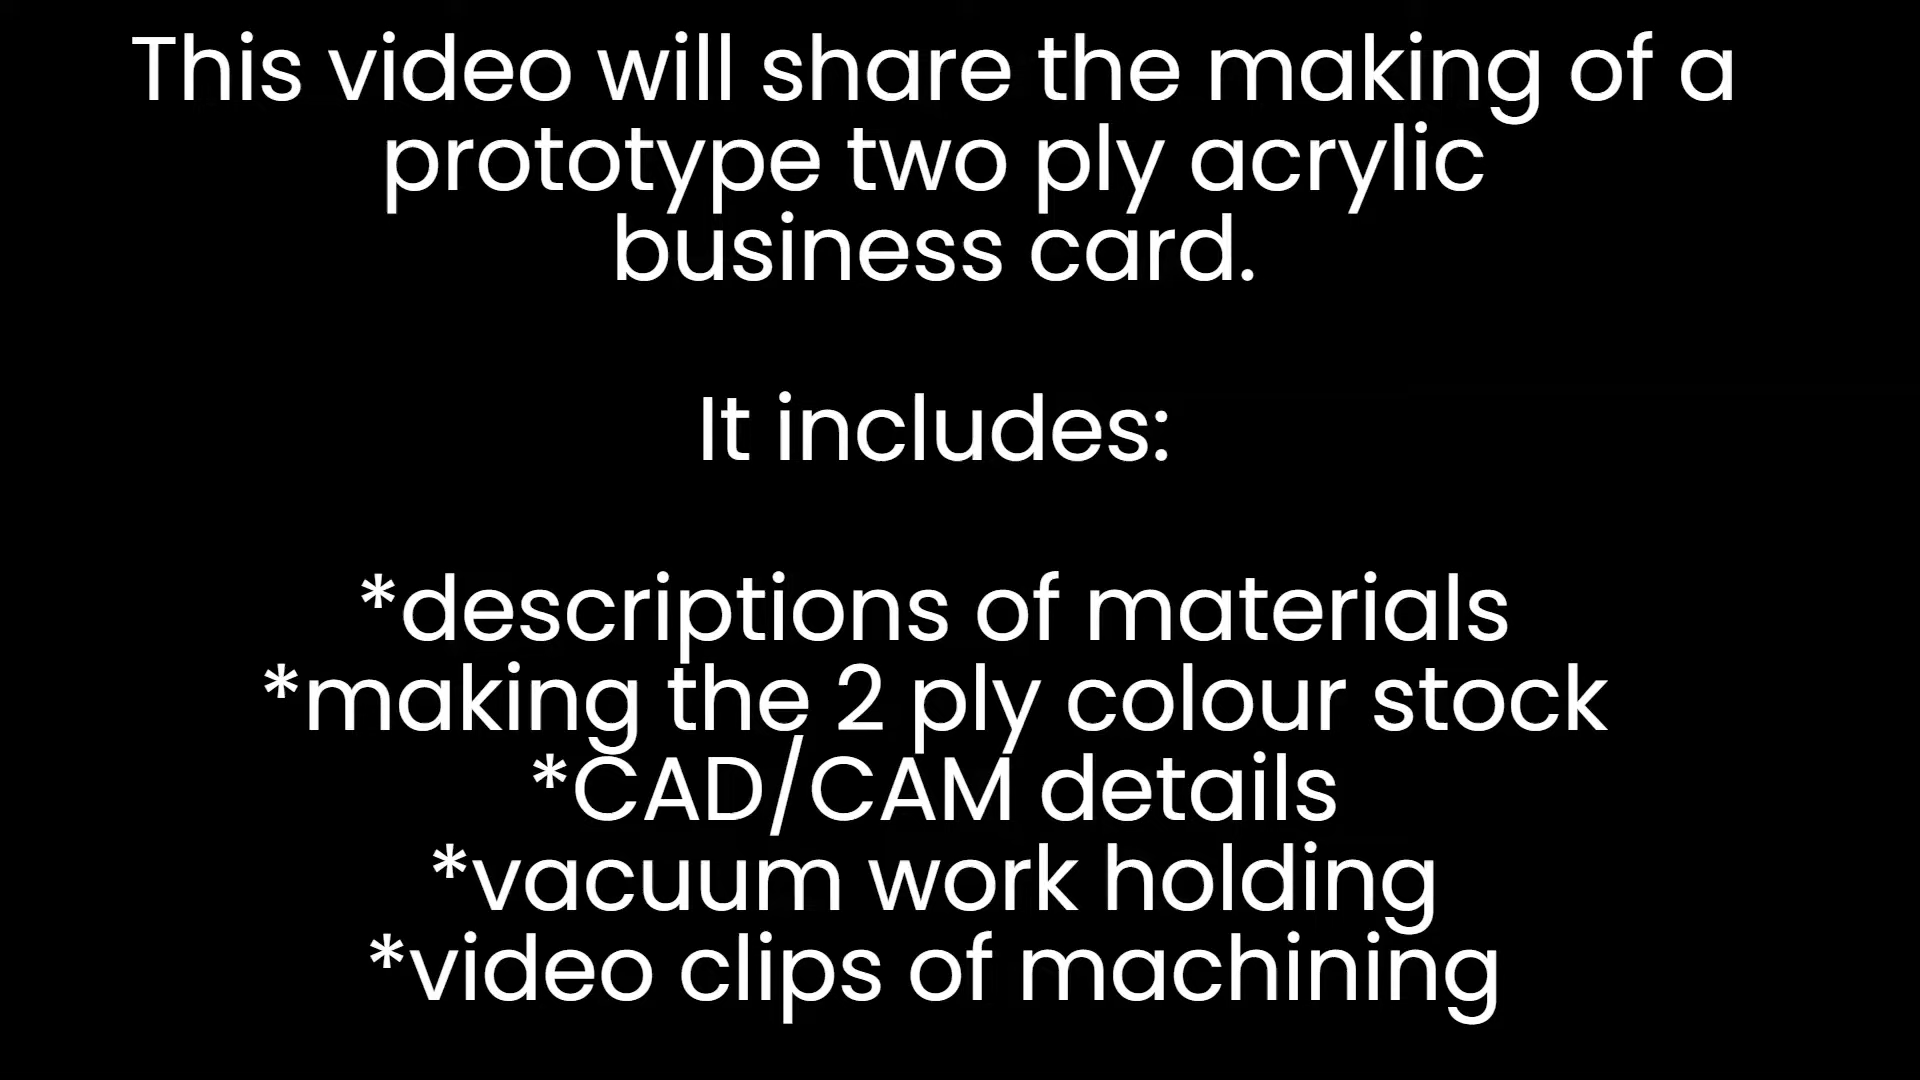 This video will share the making of a
prototype two ply acrylic
business card.
It includes:
*descriptions of materials
*making the 2 ply colour stock
*CAD/CAM details
*vacuum work holding
*video clips of machining